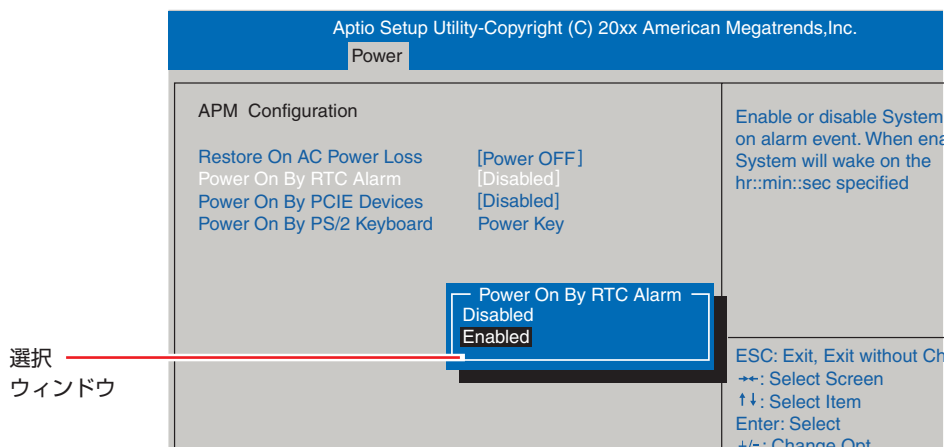 Aptio Setup Utility-Copyright (C) 20xx American Megatrends,Inc.
Power
APM Configuration
Restore On AC Power Loss [Power OFF]
Power On By RTC Alarm [Disabled]
Power On By PCIE Devices [Disabled]
Power On By PS/2 Keyboard Power Key
Enable or disable System
on alarm event. When ena
System will wake on the
hr::min::sec specified
Power On By RTC Alarm
Disabled
Enabled
選択
ウィンドウ
ESC: Exit, Exit without Ch
→←: Select Screen
↑↓: Select Item
Enter: Select
+/-: Change Opt